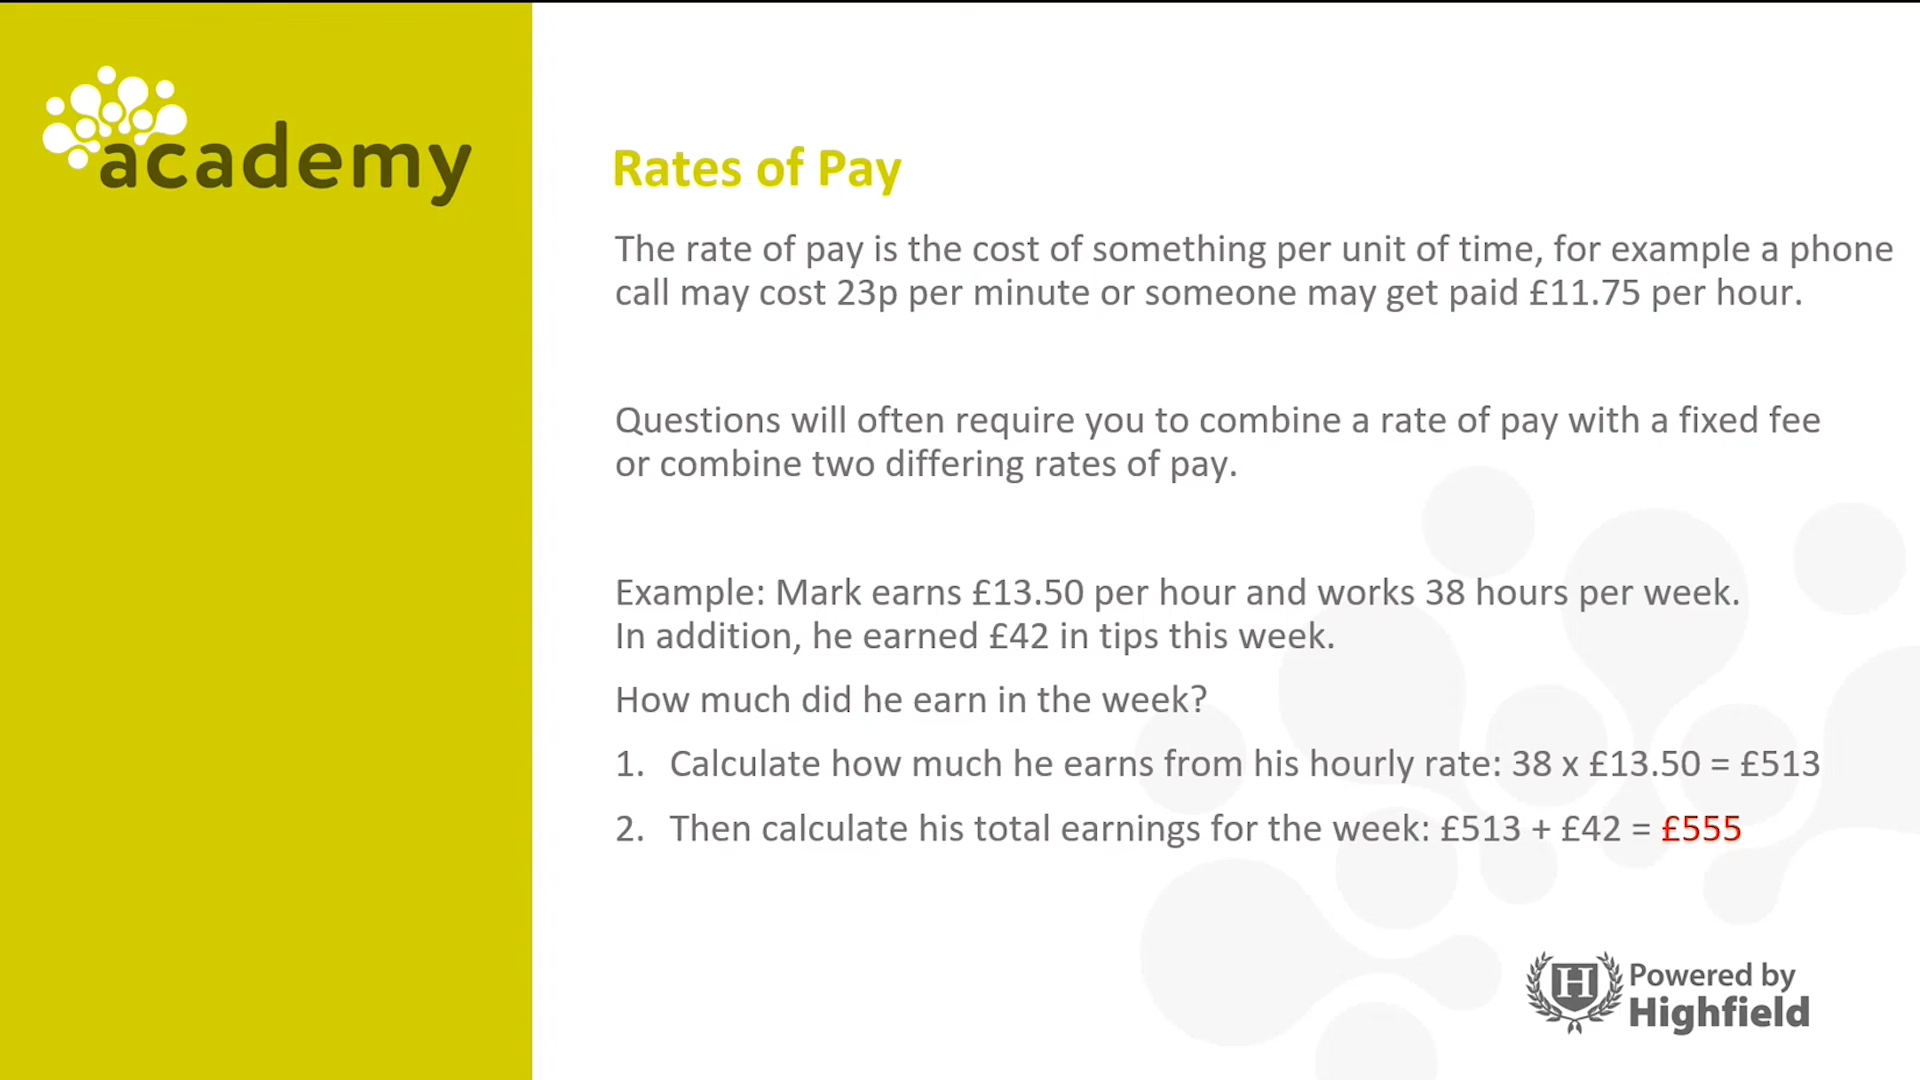 academy
Rates of Pay
The rate of pay is the cost of something per unit of time, for example a phone
call may cost 23p per minute or someone may get paid £11.75 per hour.
Questions will often require you to combine a rate of pay with a fixed fee
or combine two differing rates of pay.
Example: Mark earns £13.50 per hour and works 38 hours per week.
In addition, he earned £42 in tips this week.
How much did he earn in the week?
1. Calculate how much he earns from his hourly rate: 38 x £13.50 = £513
2. Then calculate his total earnings for the week: £513 + £42 = £555
H
Powered by
Highfield